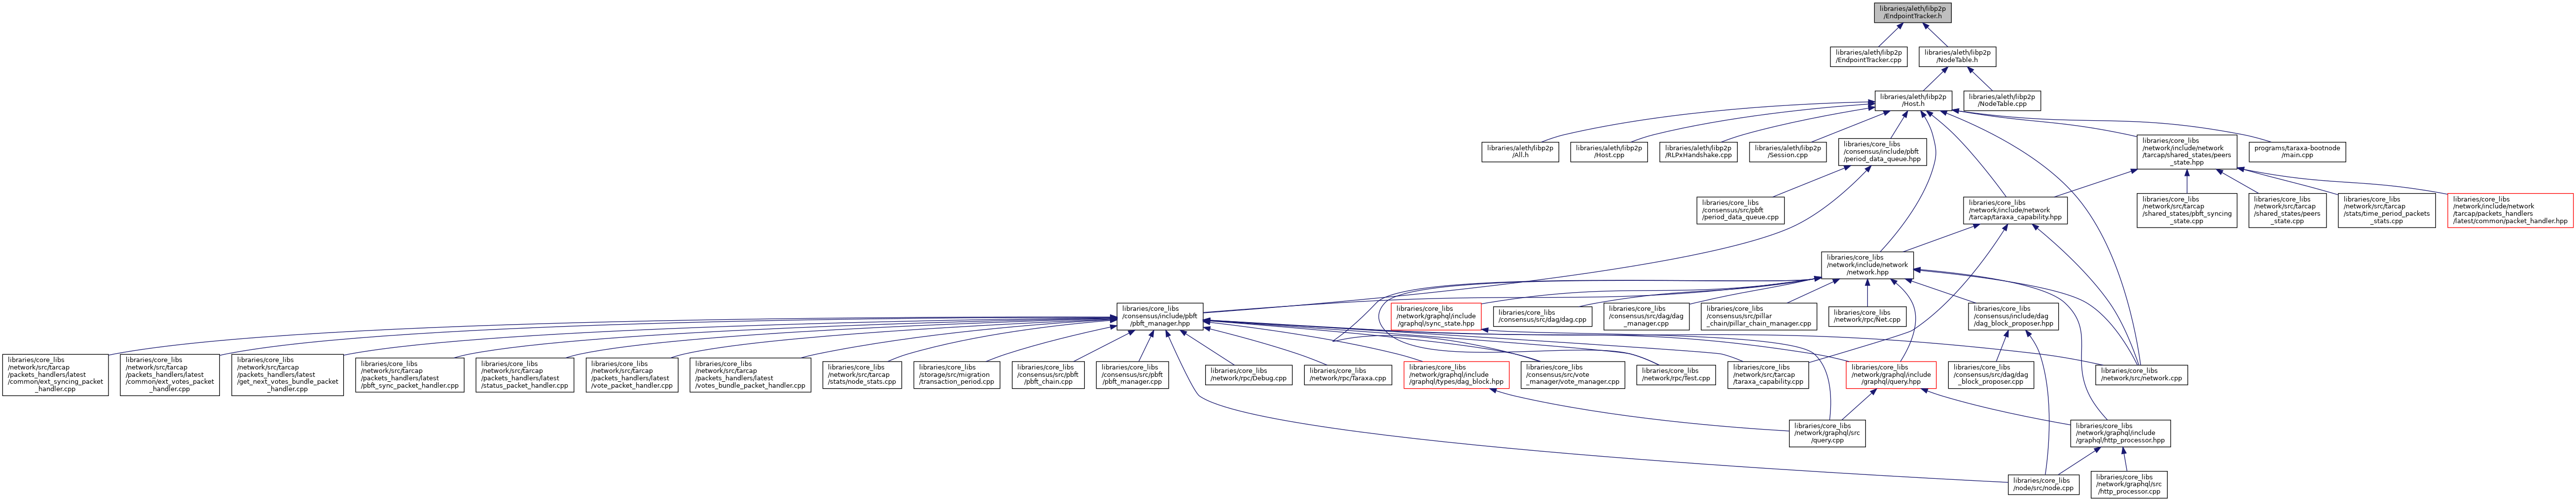 libraries/aleth/libp2p
/EndpointTracker.h
libraries/aleth/libp2p
/EndpointTracker.cpp
libraries/aleth/libp2p
/NodeTable.h
libraries/aleth/libp2p
/Host.h
libraries/aleth/libp2p
/NodeTable.cpp
libraries/aleth/libp2p
/All.h
libraries/aleth/libp2p
/Host.cpp
libraries/aleth/libp2p
/RLPxHandshake.cpp
libraries/aleth/libp2p
/Session.cpp
libraries/core_libs
/consensus/include/pbft
/period_data_queue.hpp
libraries/core_libs
/network/include/network
/tarcap/shared_states/peers
_state.hpp
programs/taraxa-bootnode
/main.cpp
libraries/core_libs
/consensus/src/pbft
/period_data_queue.cpp
libraries/core_libs
/network/include/network
/tarcap/taraxa_capability.hpp
libraries/core_libs
/network/src/tarcap
/shared_states/pbft_syncing
_state.cpp
libraries/core_libs
/network/src/tarcap
/shared_states/peers
_state.cpp
libraries/core_libs
/network/src/tarcap
/stats/time_period_packets
_stats.cpp
libraries/core_libs
/network/include/network
/tarcap/packets_handlers
/latest/common/packet_handler.hpp
libraries/core_libs
/network/include/network
/network.hpp
libraries/core_libs
/consensus/include/pbft
/pbft_manager.hpp
libraries/core_libs
/network/graphql/include
/graphql/sync_state.hpp
libraries/core_libs
/consensus/src/dag/dag.cpp
libraries/core_libs
/consensus/src/dag/dag
_manager.cpp
libraries/core_libs
/consensus/src/pillar
_chain/pillar_chain_manager.cpp
libraries/core_libs
/network/rpc/Net.cpp
libraries/core_libs
/consensus/include/dag
/dag_block_proposer.hpp
libraries/core_libs
/network/src/tarcap
/packets_handlers/latest
/common/ext_syncing_packet
_handler.cpp
libraries/core_libs
/network/src/tarcap
/packets_handlers/latest
/common/ext_votes_packet
_handler.cpp
libraries/core_libs
/network/src/tarcap
/packets_handlers/latest
/get_next_votes_bundle_packet
_handler.cpp
libraries/core_libs
/network/src/tarcap
/packets_handlers/latest
/pbft_sync_packet_handler.cpp
libraries/core_libs
/network/src/tarcap
/packets_handlers/latest
/status_packet_handler.cpp
libraries/core_libs
/network/src/tarcap
/packets_handlers/latest
/vote_packet_handler.cpp
libraries/core_libs
/network/src/tarcap
/packets_handlers/latest
/votes_bundle_packet_handler.cpp
libraries/core_libs
/network/src/tarcap
/stats/node_stats.cpp
libraries/core_libs
/storage/src/migration
/transaction_period.cpp
libraries/core_libs
/consensus/src/pbft
/pbft_chain.cpp
libraries/core_libs
/consensus/src/pbft
/pbft_manager.cpp
libraries/core_libs
/network/rpc/Debug.cpp
libraries/core_libs
/network/rpc/Taraxa.cpp
libraries/core_libs
/network/graphql/include
/graphql/types/dag_block.hpp
libraries/core_libs
/consensus/src/vote
_manager/vote_manager.cpp
libraries/core_libs
/network/rpc/Test.cpp
libraries/core_libs
/network/src/tarcap
/taraxa_capability.cpp
libraries/core_libs
/network/graphql/include
/graphql/query.hpp
libraries/core_libs
/consensus/src/dag/dag
_block_proposer.cpp
libraries/core_libs
/network/src/network.cpp
libraries/core_libs
/network/graphql/src
/query.cpp
libraries/core_libs
/network/graphql/include
/graphql/http_processor.hpp
libraries/core_libs
/node/src/node.cpp
libraries/core_libs
/network/graphql/src
/http_processor.cpp